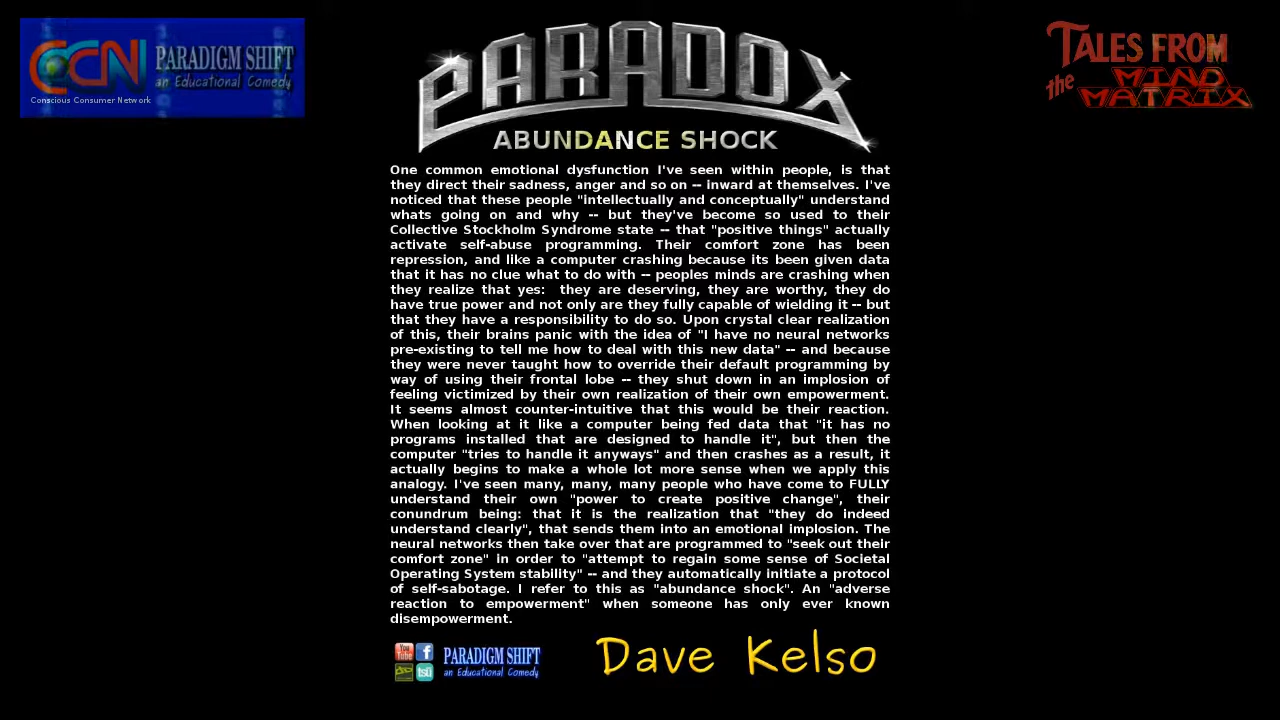 CCN PARADIGM SHIFT
an Educational Comedy
Conscious Consumer Network
PARADOX
TALES FROM
the MIND
MATRIX
ABUNDANCE SHOCK
One common emotional dysfunction I've seen within people, is that
they direct their sadness, anger and so on -- inward at themselves. I've
noticed that these people "intellectually and conceptually" understand
whats going on and why -- but they've become so used to their
Collective Stockholm Syndrome state -- that "positive things" actually
activate self-abuse programming. Their comfort zone has been
repression, and like a computer crashing because its been given data
that it has no clue what to do with -- peoples minds are crashing when
they realize that yes:  they are deserving, they are worthy, they do
have true power and not only are they fully capable of wielding it -- but
that they have a responsibility to do so. Upon crystal clear realization
of this, their brains panic with the idea of "I have no neural networks
pre-existing to tell me how to deal with this new data" -- and because
they were never taught how to override their default programming by
way of using their frontal lobe -- they shut down in an implosion of
feeling victimized by their own realization of their own empowerment.
It seems almost counter-intuitive that this would be their reaction.
When looking at it like a computer being fed data that "it has no
programs installed that are designed to handle it", but then the
computer "tries to handle it anyways" and then crashes as a result, it
actually begins to make a whole lot more sense when we apply this
analogy. I've seen many, many, many people who have come to FULLY
understand their own "power to create positive change", their
conundrum being: that it is the realization that "they do indeed
understand clearly", that sends them into an emotional implosion. The
neural networks then take over that are programmed to "seek out their
comfort zone" in order to "attempt to regain some sense of Societal
Operating System stability" -- and they automatically initiate a protocol
of self-sabotage. I refer to this as "abundance shock". An "adverse
reaction to empowerment" when someone has only ever known
disempowerment.
You Tube f
tsu
PARADIGM SHIFT
an Educational Comedy
Dave Kelso